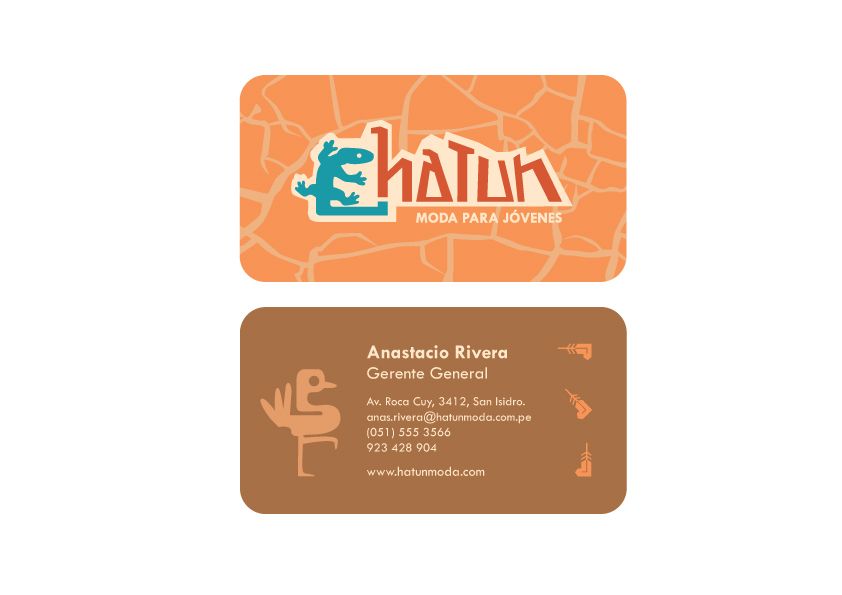 hatun
MODA PARA JÓVENES
Anastacio Rivera
Gerente General
Av. Roca Cuy, 3412, San Isidro.
anas.rivera@hatunmoda.com.pe
(051) 555 3566
923 428 904
www.hatunmoda.com